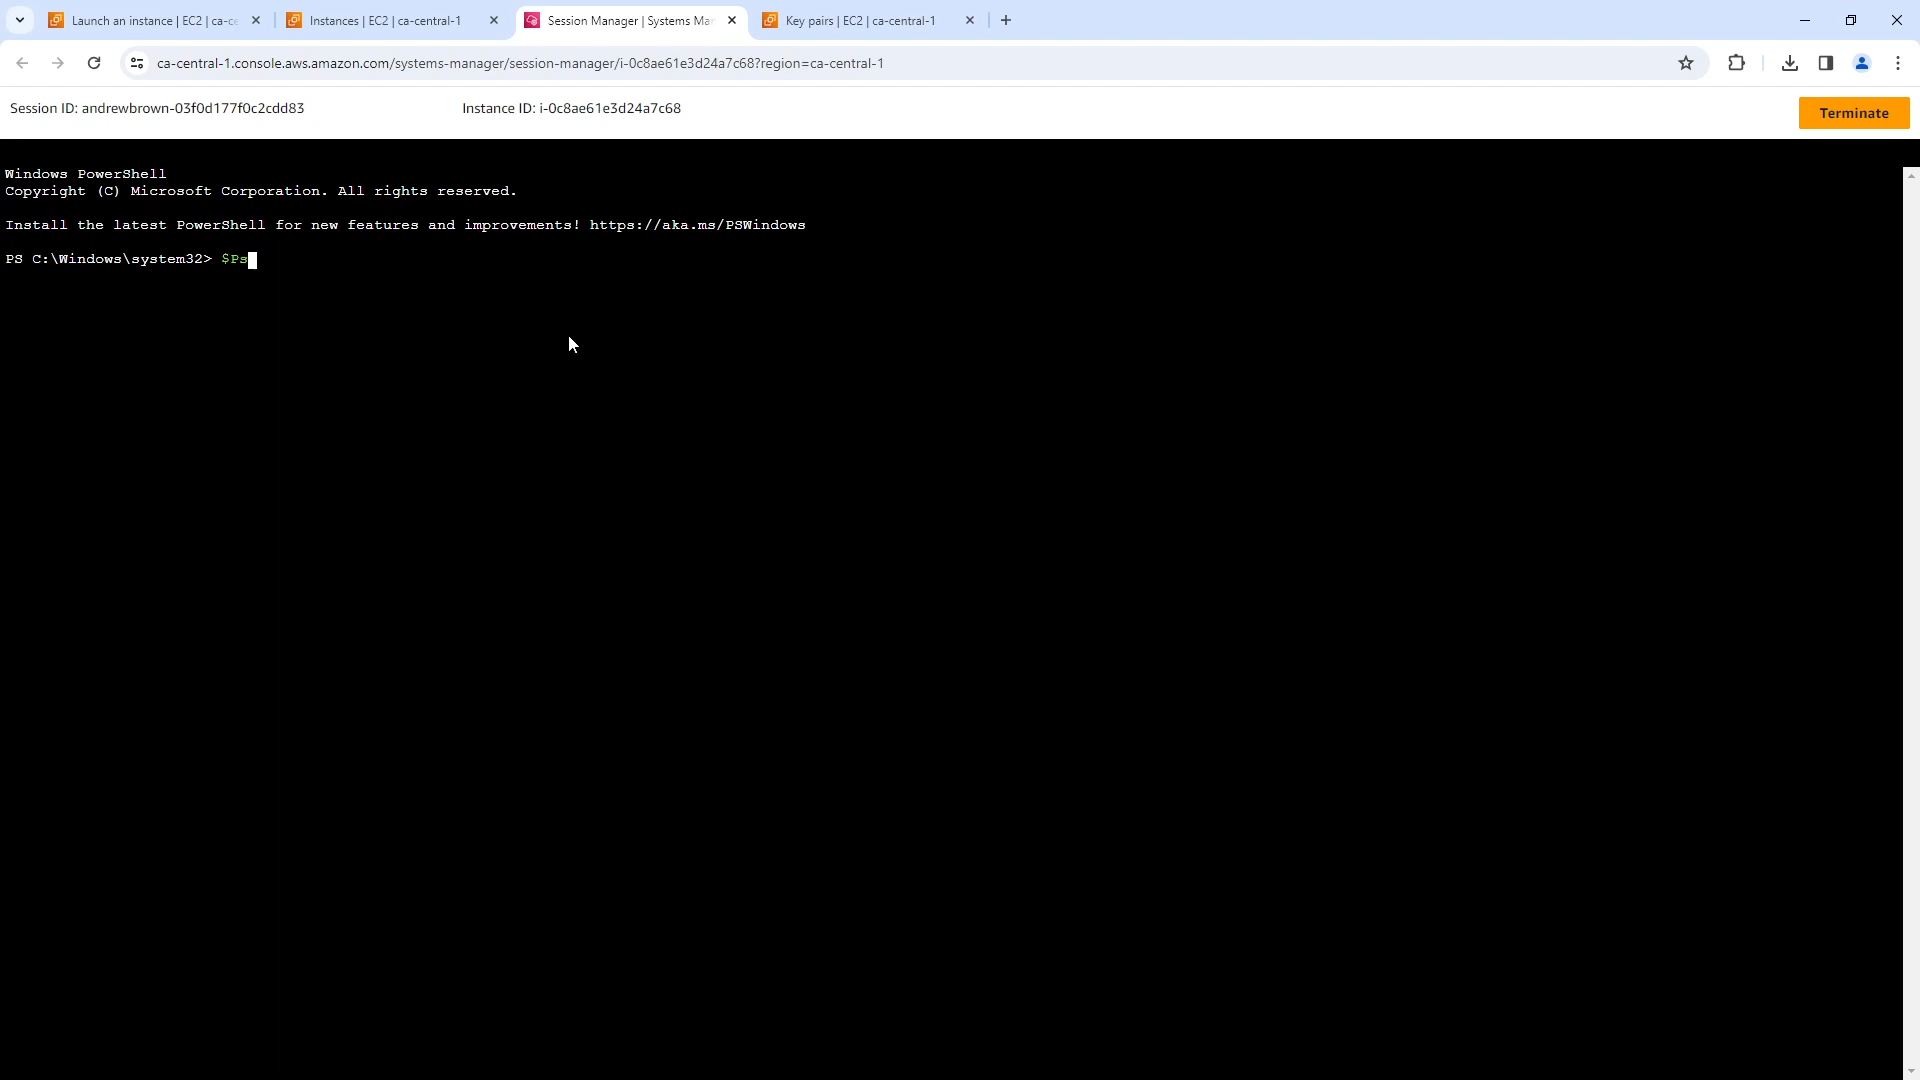 Launch an instance | EC2 | ca-ce
Instances | EC2 | ca-central-1
Session Manager | Systems Mar
Key pairs | EC2 | ca-central-1
ca-central-1.console.aws.amazon.com/systems-manager/session-manager/i-0c8ae61e3d24a7c68?region=ca-central-1
Session ID: andrewbrown-03f0d177f0c2cdd83
Instance ID: i-0c8ae61e3d24a7c68
Terminate
Windows PowerShell
Copyright (C) Microsoft Corporation. All rights reserved.
Install the latest PowerShell for new features and improvements! https://aka.ms/PSWindows
PS C:\Windows\system32> $Ps